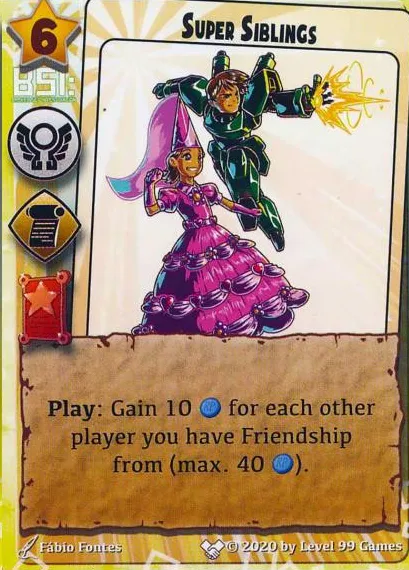 6
SUPER SIBLINGS
BSI:
Play: Gain 10 for each other
player you have Friendship
from (max. 40 ).
Fábio Fontes
© 2020 by Level 99 Games